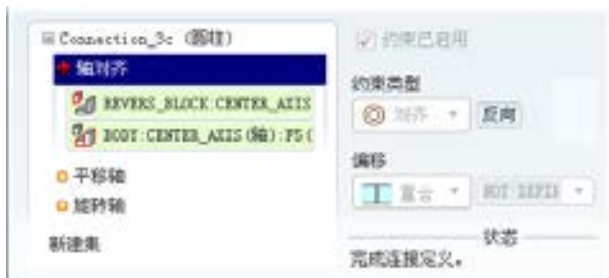 Connection_3c (圆柱)
约束已启用
轴对齐
约束类型
REVERS_BLOCK:CENTER_AXIS
对齐
反向
ROOT:CENTER_AXIS(轴):F5(
偏移
平移轴
重合
旋转轴
新建集
状态
完成连接定义。